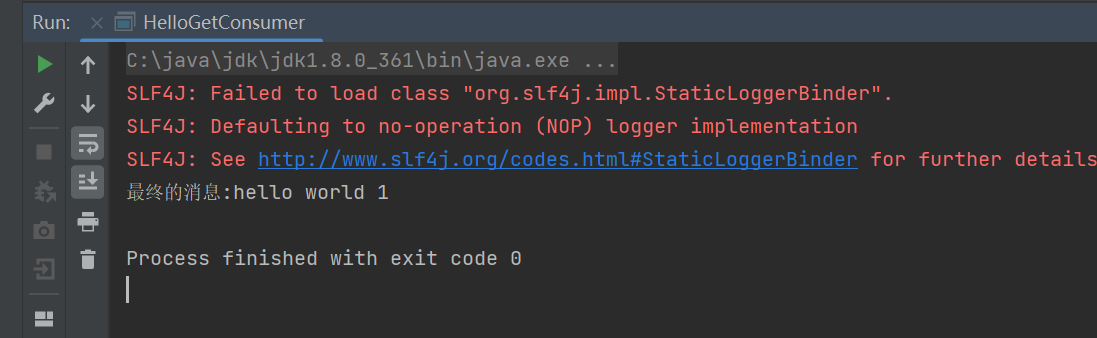 Run: HelloGetConsumer
C:\java\jdk\jdk1.8.0_361\bin\java.exe ...
SLF4J: Failed to load class "org.slf4j.impl.StaticLoggerBinder".
SLF4J: Defaulting to no-operation (NOP) logger implementation
SLF4J: See http://www.slf4j.org/codes.html#StaticLoggerBinder for further details
最终的消息:hello world 1
Process finished with exit code 0